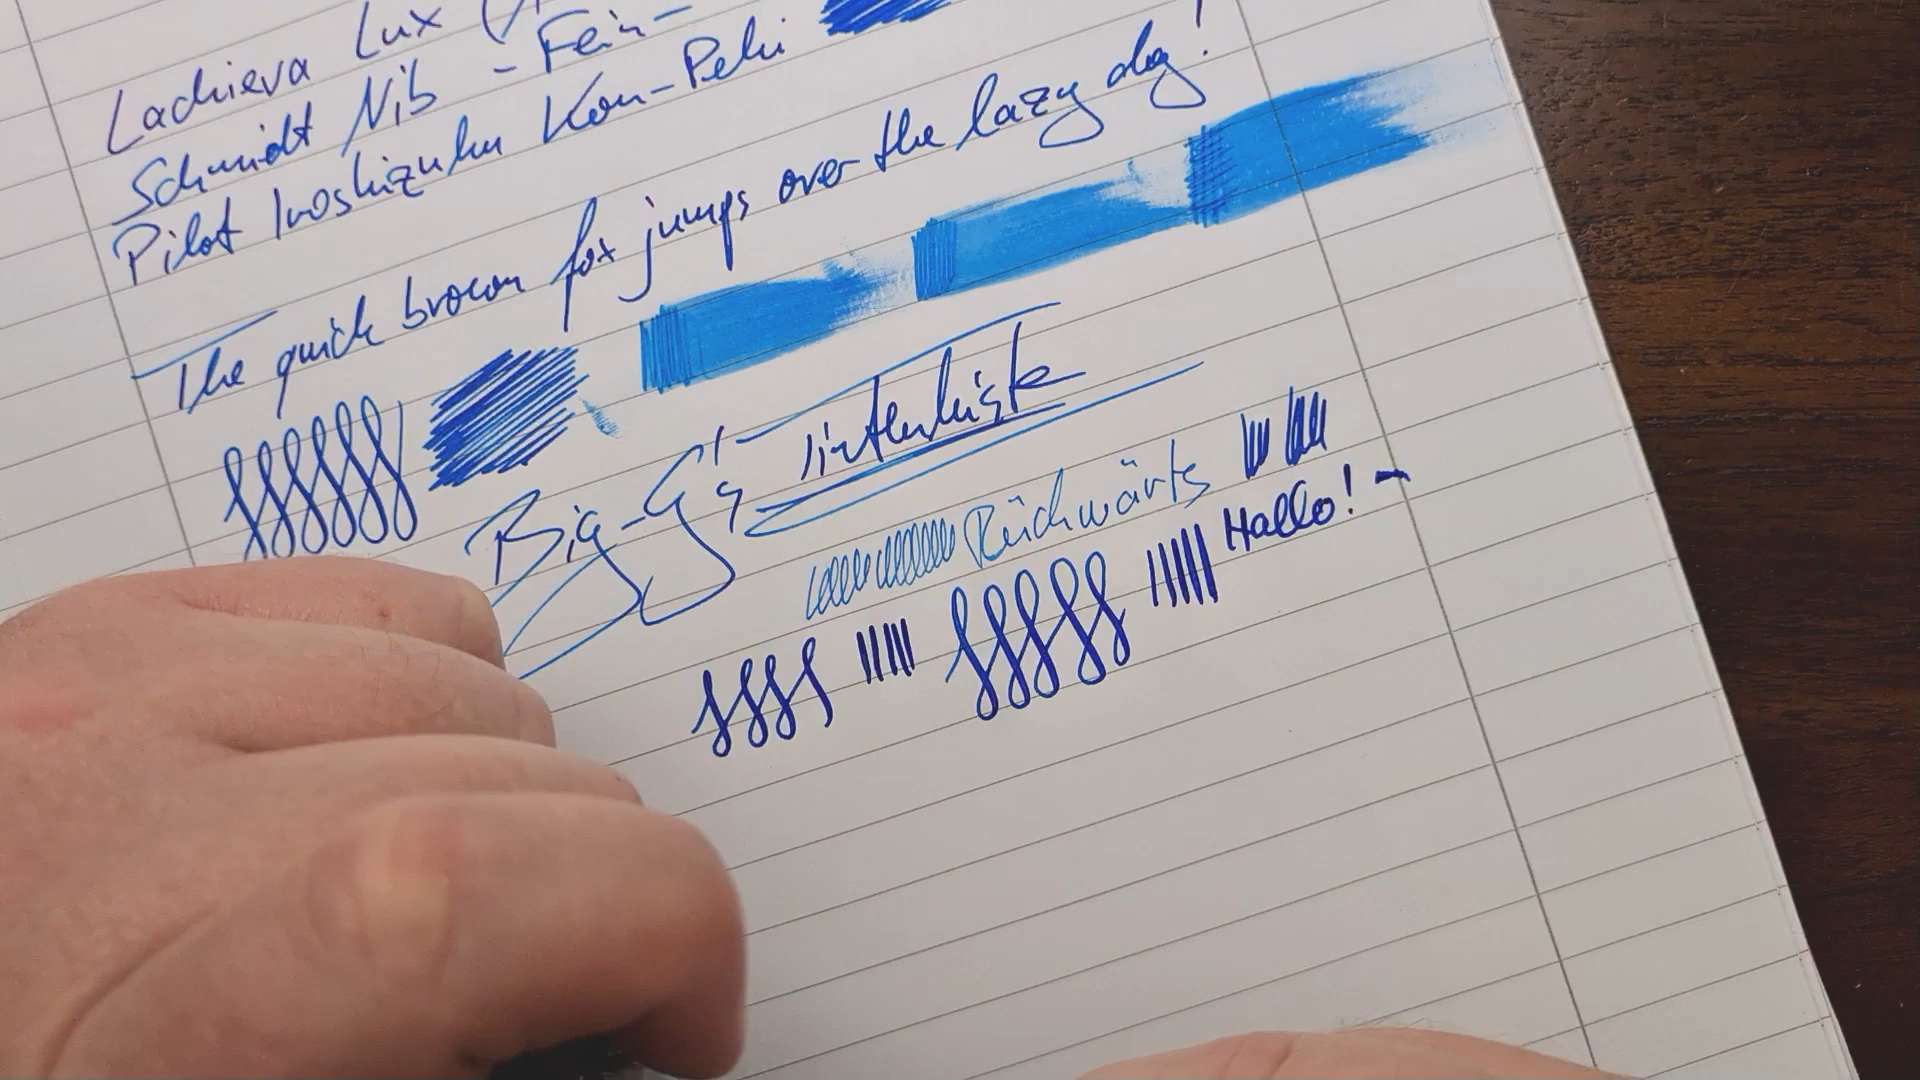 Lachieva Lux
Schmidt Nib - Fein -
Pilot Iroshizuku Kon-Peki
The quick brown fox jumps over the lazy dog!
Big-G's Tintenkiste
Rückwärts
Hallo! -